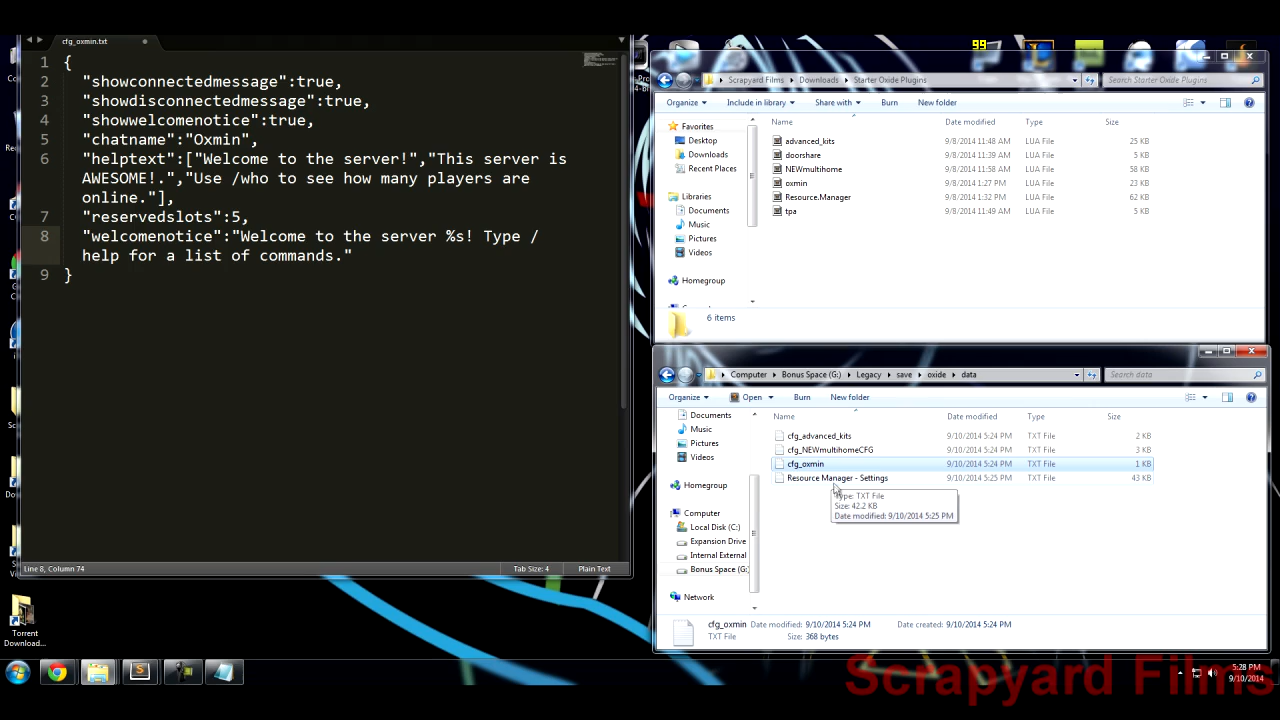 cfg_oxmin.txt
1 {
2 "showconnectedmessage":true,
3 "showdisconnectedmessage":true,
4 "showwelcomenotice":true,
5 "chatname":"Oxmin",
6 "helptext":["Welcome to the server!","This server is
AWESOME!.","Use /who to see how many players are
online."],
7 "reservedslots":5,
8 "welcomenotice":"Welcome to the server %s! Type /
help for a list of commands."
9 }
Line 8, Column 74
Tab Size: 4
Plain Text
99
Scrapyard Films
Downloads
Starter Oxide Plugins
Search Starter Oxide Plugins
Organize
Include in library
Share with
Burn
New folder
Favorites
Desktop
Downloads
Recent Places
Libraries
Documents
Music
Pictures
Videos
Homegroup
Name Date modified Type Size
advanced_kits 9/8/2014 11:48 AM LUA File 25 KB
doorshare 9/8/2014 11:39 AM LUA File 5 KB
NEWmultihome 9/8/2014 11:58 AM LUA File 58 KB
oxmin 9/8/2014 1:27 PM LUA File 23 KB
Resource.Manager 9/8/2014 1:32 PM LUA File 62 KB
tpa 9/8/2014 11:49 AM LUA File 5 KB
6 items
Computer
Bonus Space (G:)
Legacy
save
oxide
data
Search data
Organize
Open
Burn
New folder
Documents
Music
Pictures
Videos
Homegroup
Computer
Local Disk (C:)
Expansion Drive
Internal External
Bonus Space (G:
Network
Name Date modified Type Size
cfg_advanced_kits 9/10/2014 5:24 PM TXT File 2 KB
cfg_NEWmultihomeCFG 9/10/2014 5:24 PM TXT File 3 KB
cfg_oxmin 9/10/2014 5:24 PM TXT File 1 KB
Resource Manager - Settings 9/10/2014 5:25 PM TXT File 43 KB
Type: TXT File
Size: 42.2 KB
Date modified: 9/10/2014 5:25 PM
cfg_oxmin Date modified: 9/10/2014 5:24 PM Date created: 9/10/2014 5:24 PM
TXT File Size: 368 bytes
Torrent
Download...
5:28 PM
9/10/2014
Scrapyard Films